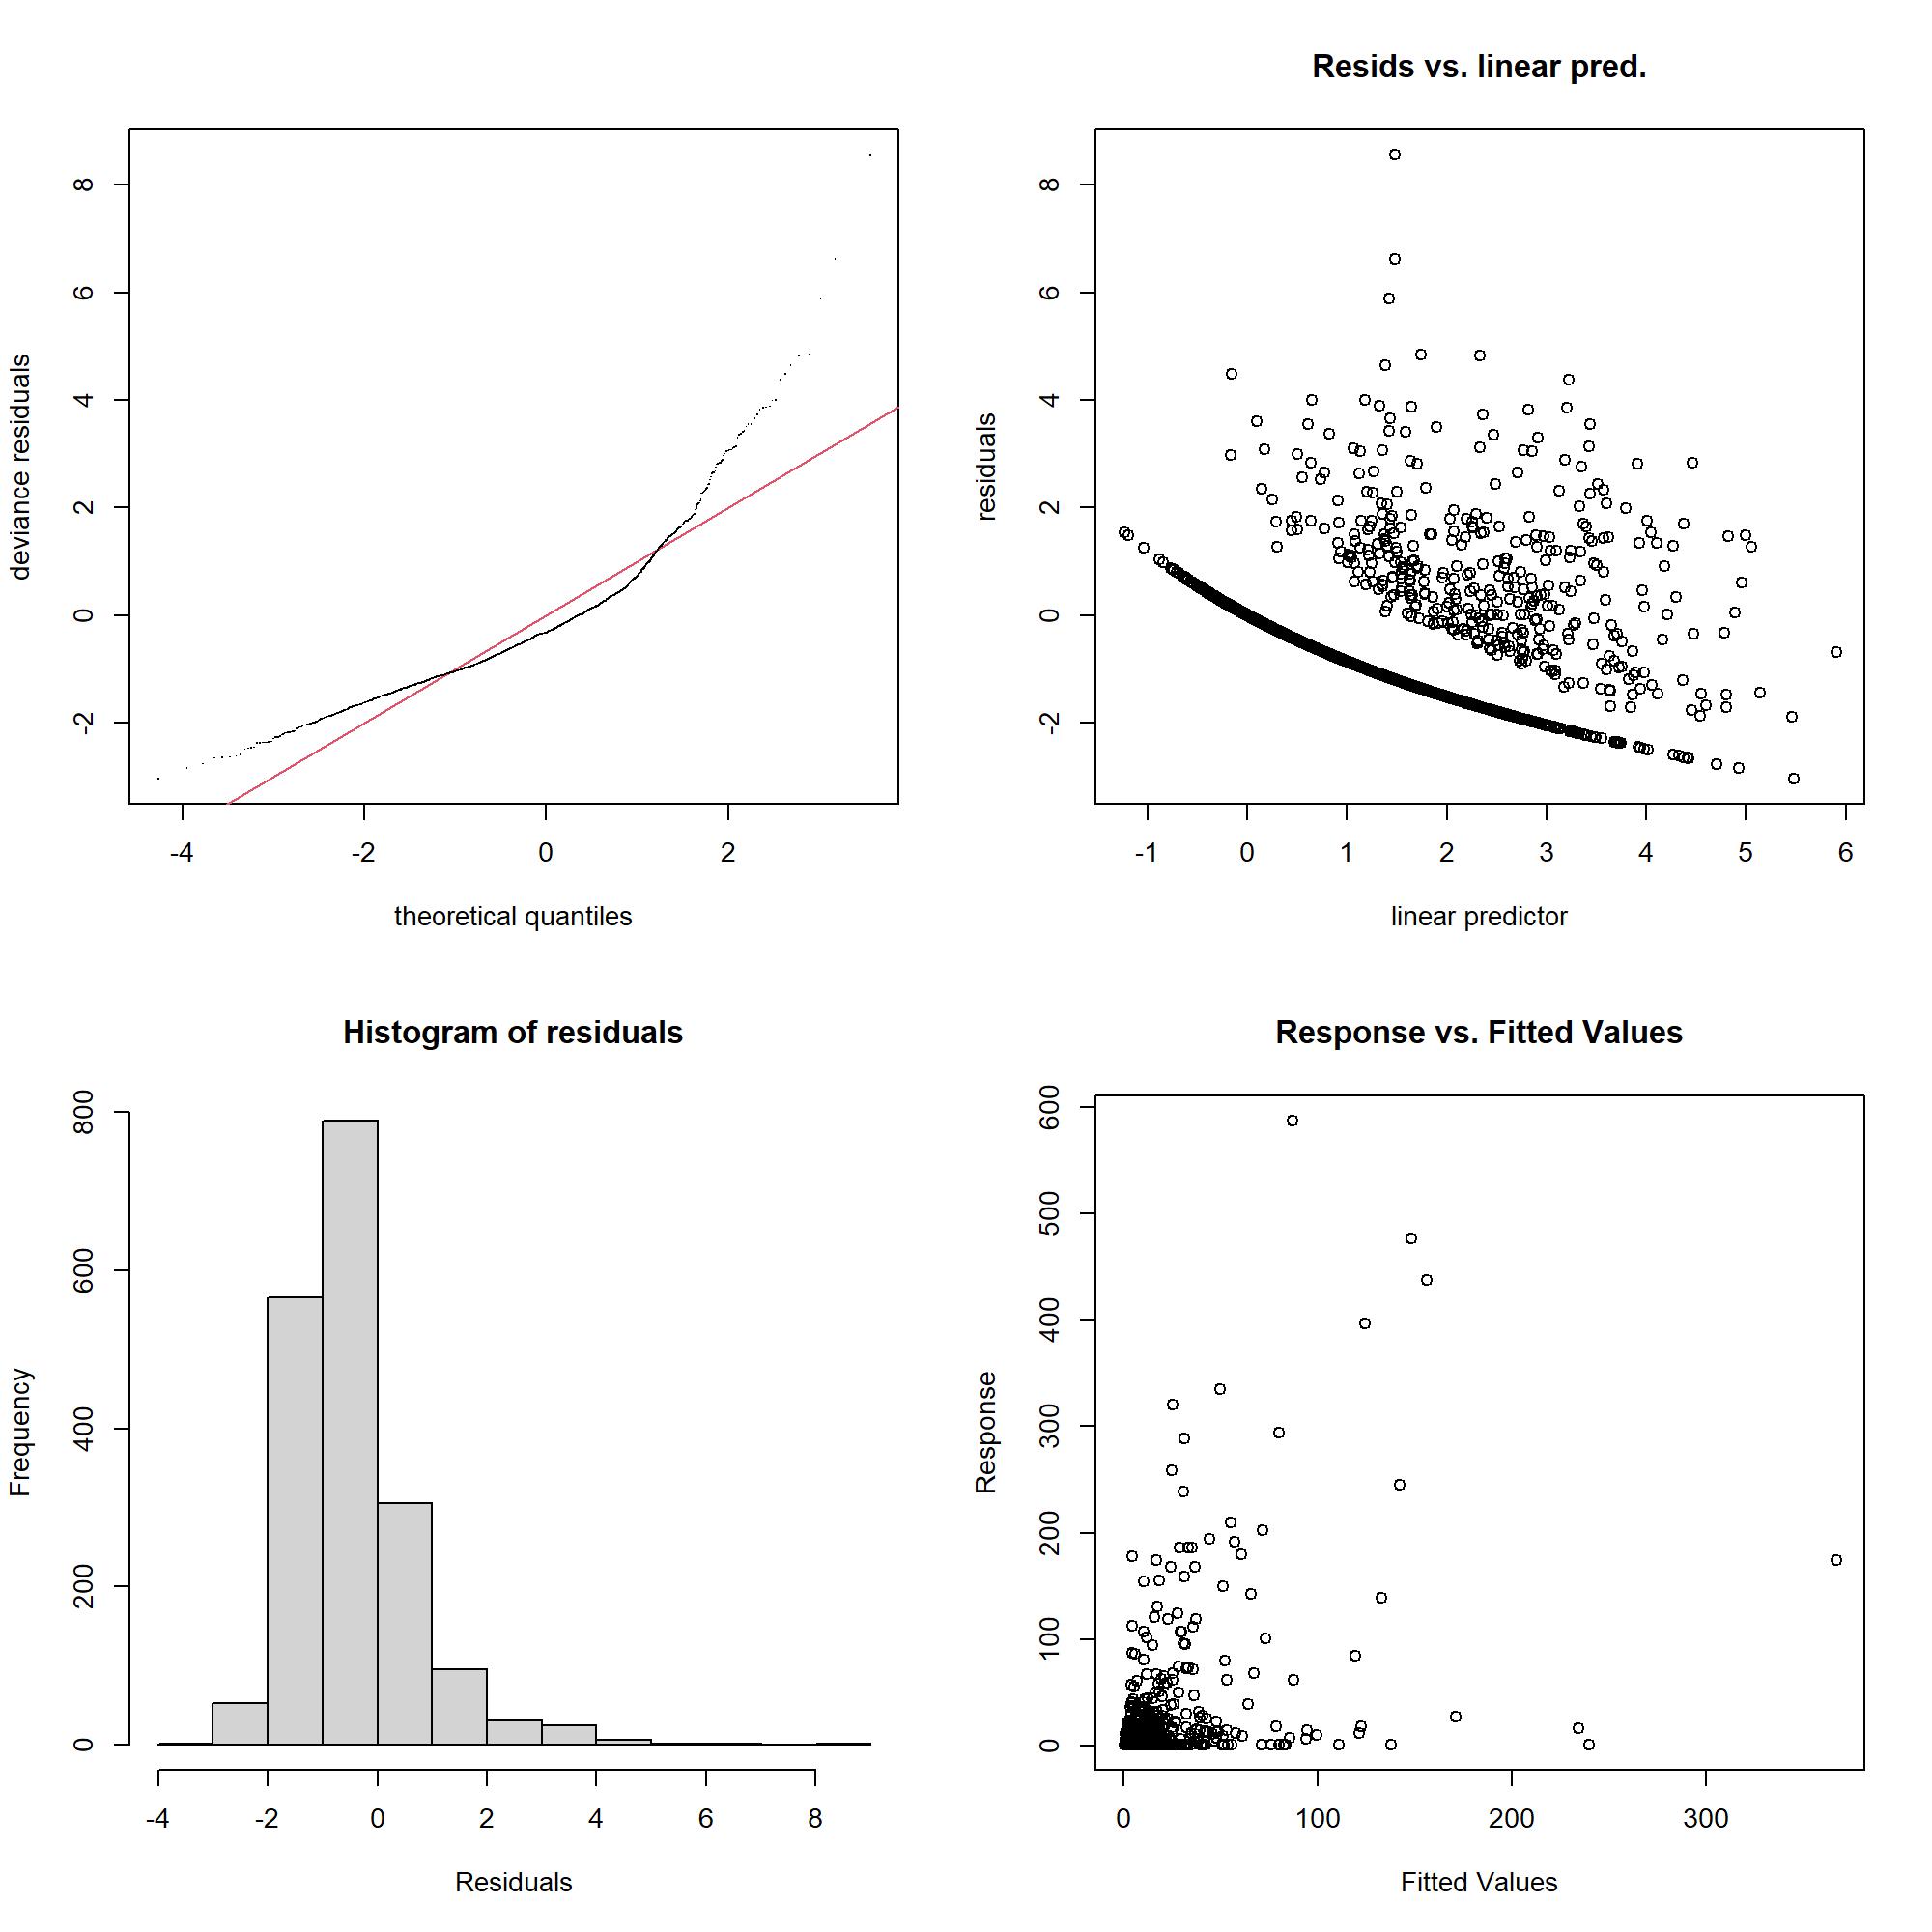 deviance residuals
8
6
4
2
0
-2
-4 -2 0 2
theoretical quantiles
Resids vs. linear pred.
residuals
8
6
4
2
0
-2
-1 0 1 2 3 4 5 6
linear predictor
Histogram of residuals
Frequency
800
600
400
200
0
-4 -2 0 2 4 6 8
Residuals
Response vs. Fitted Values
Response
600
500
400
300
200
100
0
0 100 200 300
Fitted Values